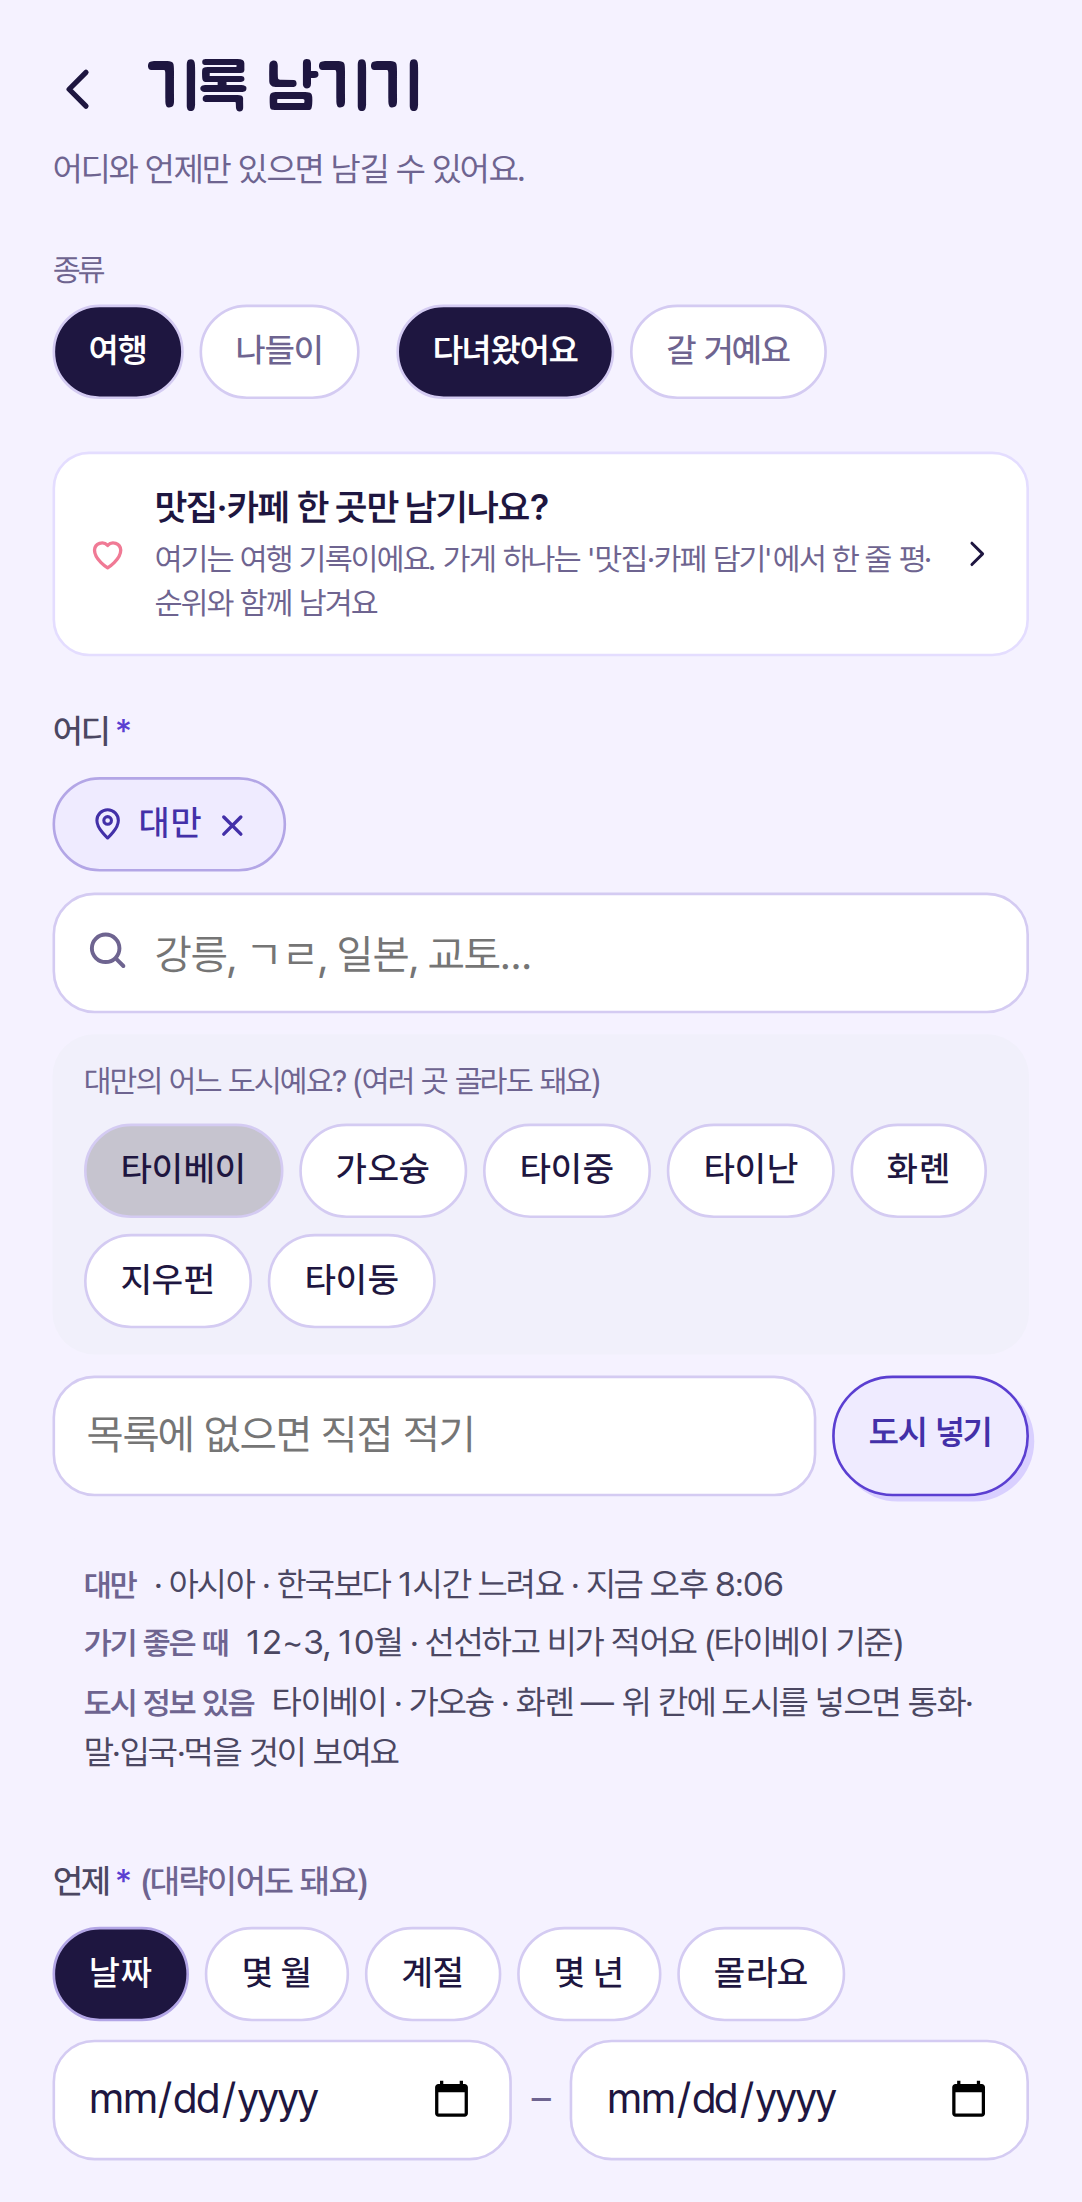 기록 남기기
어디와 언제만 있으면 남길 수 있어요.
종류
여행 나들이 다녀왔어요 갈 거예요
맛집·카페 한 곳만 남기나요?
여기는 여행 기록이에요. 가게 하나는 '맛집·카페 담기'에서 한 줄 평·
순위와 함께 남겨요
어디 *
대만
강릉, ㄱㄹ, 일본, 교토...
대만의 어느 도시예요? (여러 곳 골라도 돼요)
타이베이 가오슝 타이중 타이난 화롄
지우펀 타이둥
목록에 없으면 직접 적기 도시 넣기
대만 · 아시아 · 한국보다 1시간 느려요 · 지금 오후 8:06
가기 좋은 때 12~3, 10월 · 선선하고 비가 적어요 (타이베이 기준)
도시 정보 있음 타이베이 · 가오슝 · 화롄 — 위 칸에 도시를 넣으면 통화·
말·입국·먹을 것이 보여요
언제 * (대략이어도 돼요)
날짜 몇 월 계절 몇 년 몰라요
mm/dd/yyyy – mm/dd/yyyy